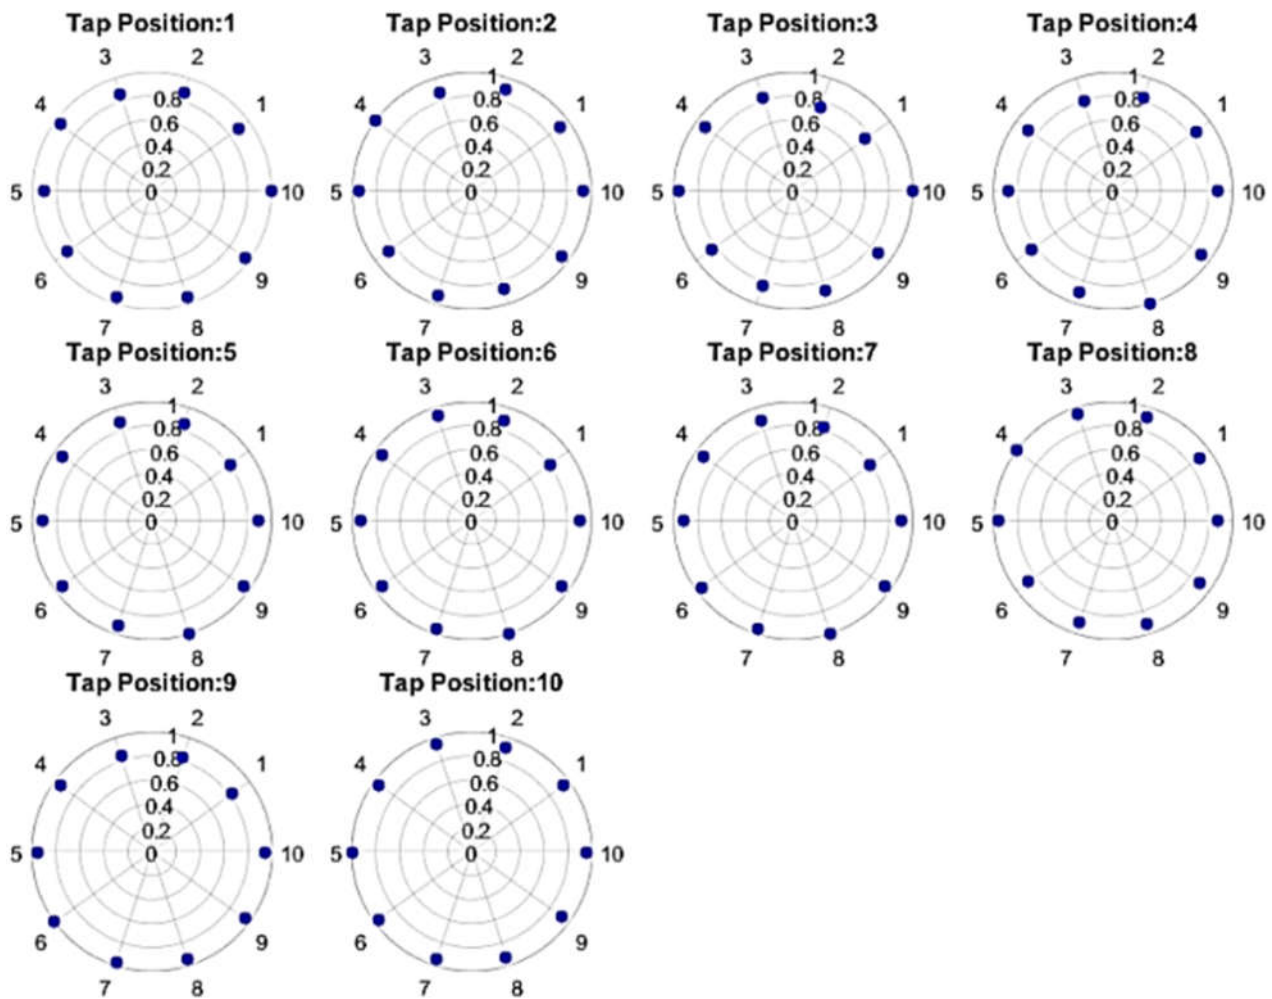 Tap Position:1 Tap Position:2 Tap Position:3 Tap Position:4
3 2 3 2 3 2 3 2
1 1 1
4 0.8 1 4 0.8 1 4 0.8 1 4 0.8 1
0.6 0.6 0.6 0.6
0.4 0.4 0.4 0.4
0.2 0.2 0.2 0.2
5 0 10 5 0 10 5 0 10 5 0 10
6 9 6 9 6 9 6 9
7 8 7 8 7 8 7 8
Tap Position:5 Tap Position:6 Tap Position:7 Tap Position:8
3 2 3 2 3 2 3 2
1 1 1 1
4 0.8 1 4 0.8 1 4 0.8 1 4 0.8 1
0.6 0.6 0.6 0.6
0.4 0.4 0.4 0.4
0.2 0.2 0.2 0.2
5 0 10 5 0 10 5 0 10 5 0 10
6 9 6 9 6 9 6 9
7 8 7 8 7 8 7 8
Tap Position:9 Tap Position:10
3 2 3 2
1 1
4 0.8 1 4 0.8 1
0.6 0.6
0.4 0.4
0.2 0.2
5 0 10 5 0 10
6 9 6 9
7 8 7 8